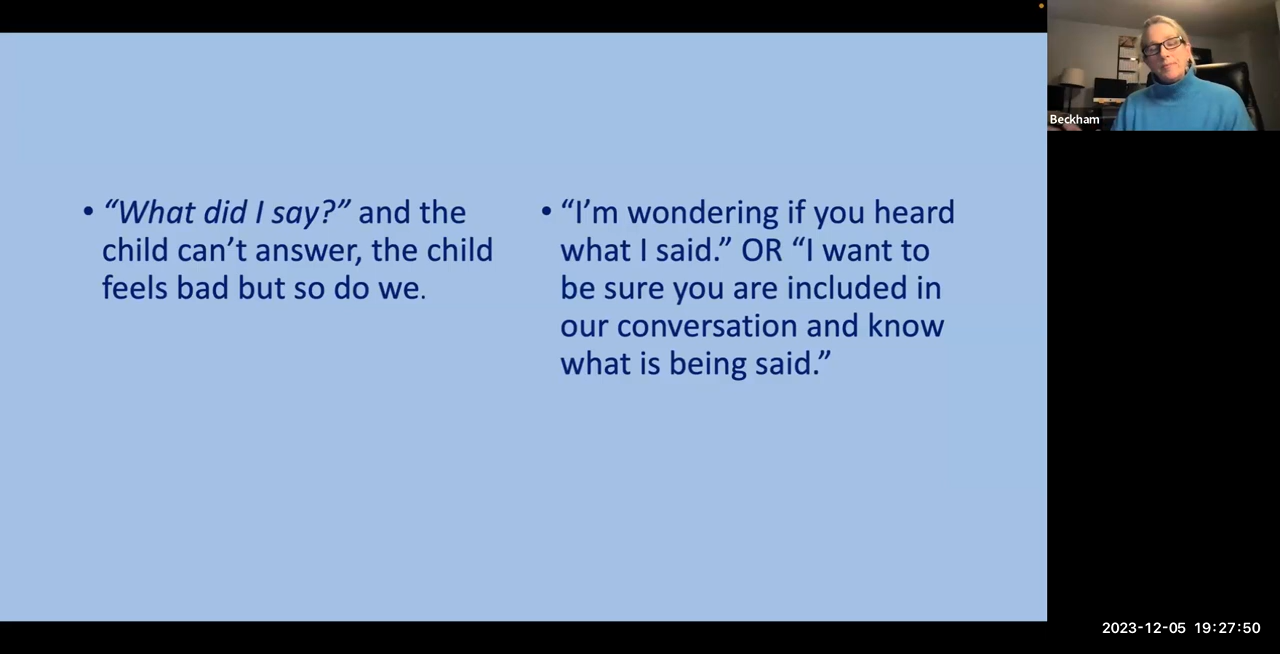 • “What did I say?” and the
child can’t answer, the child
feels bad but so do we.
• “I’m wondering if you heard
what I said.” OR “I want to
be sure you are included in
our conversation and know
what is being said.”
Beckham
2023-12-05 19:27:50